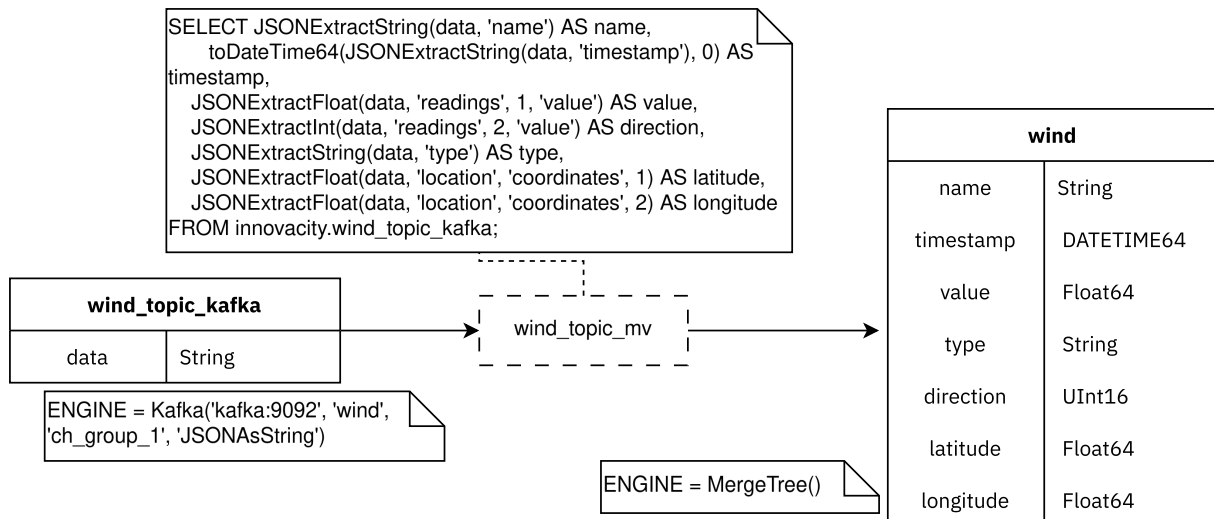 SELECT JSONExtractString(data, 'name') AS name,
toDateTime64(JSONExtractString(data, 'timestamp'), 0) AS
timestamp,
JSONExtractFloat(data, 'readings', 1, 'value') AS value,
JSONExtractInt(data, 'readings', 2, 'value') AS direction,
JSONExtractString(data, 'type') AS type,
JSONExtractFloat(data, 'location', 'coordinates', 1) AS latitude,
JSONExtractFloat(data, 'location', 'coordinates', 2) AS longitude
FROM innovacity.wind_topic_kafka;
wind_topic_kafka
data String
ENGINE = Kafka('kafka:9092', 'wind',
'ch_group_1', 'JSONAsString')
wind_topic_mv
wind
name String
timestamp DATETIME64
value Float64
type String
direction UInt16
latitude Float64
longitude Float64
ENGINE = MergeTree()